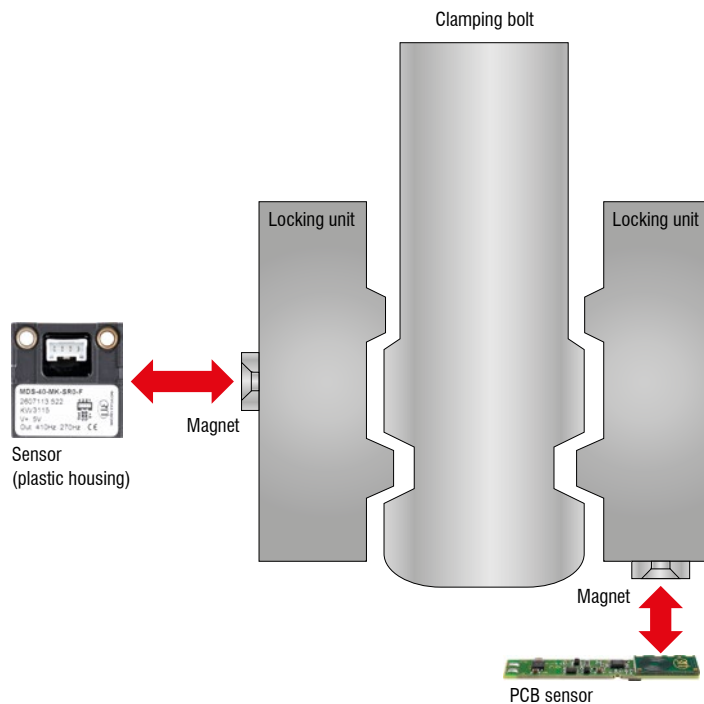 Clamping bolt
Locking unit
Locking unit
MDS-40-MK-SR0-F
2607113.522
KW3115
V+ 5V
Out 410Hz 270Hz CE
Magnet
Sensor
(plastic housing)
Magnet
PCB sensor